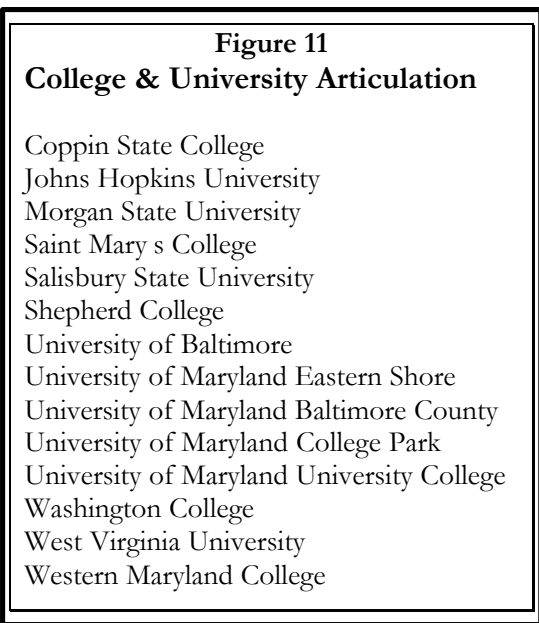 Figure 11
College & University Articulation
Coppin State College
Johns Hopkins University
Morgan State University
Saint Mary s College
Salisbury State University
Shepherd College
University of Baltimore
University of Maryland Eastern Shore
University of Maryland Baltimore County
University of Maryland College Park
University of Maryland University College
Washington College
West Virginia University
Western Maryland College